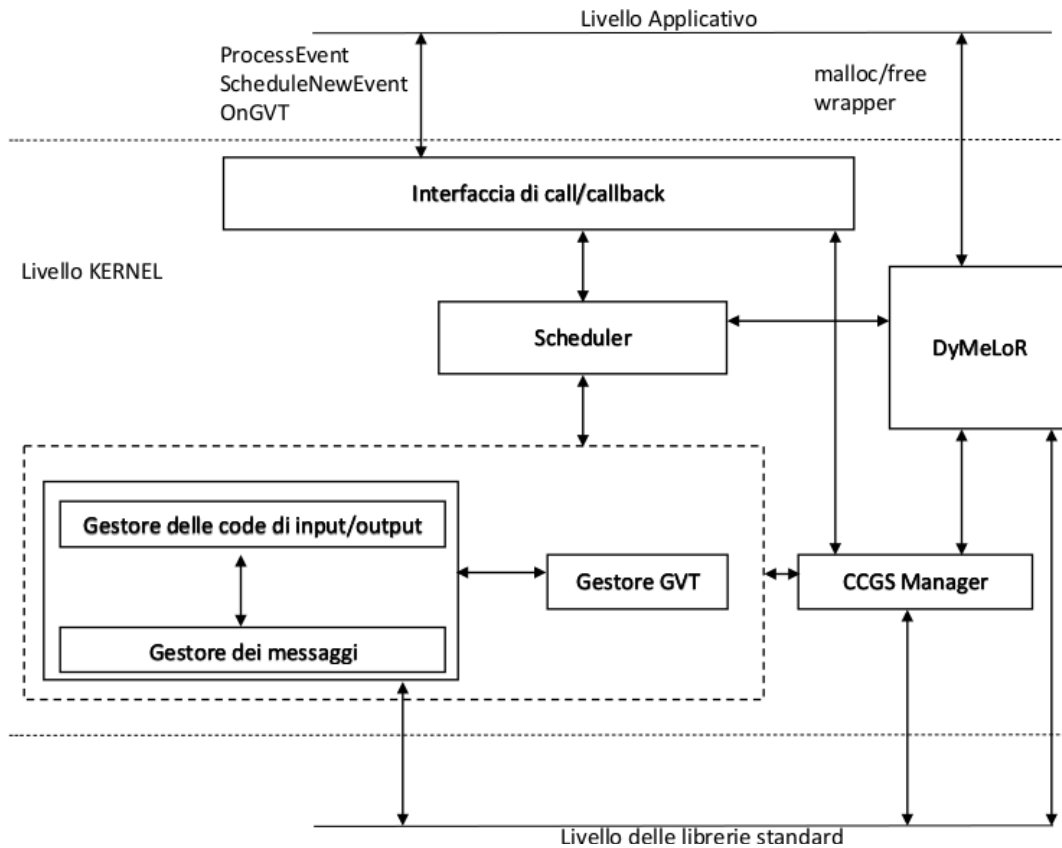 Livello Applicativo
ProcessEvent
ScheduleNewEvent
OnGVT
malloc/free
wrapper
Interfaccia di call/callback
Livello KERNEL
Scheduler
DyMeLoR
Gestore delle code di input/output
Gestore GVT
CCGS Manager
Gestore dei messaggi
Livello delle librerie standard